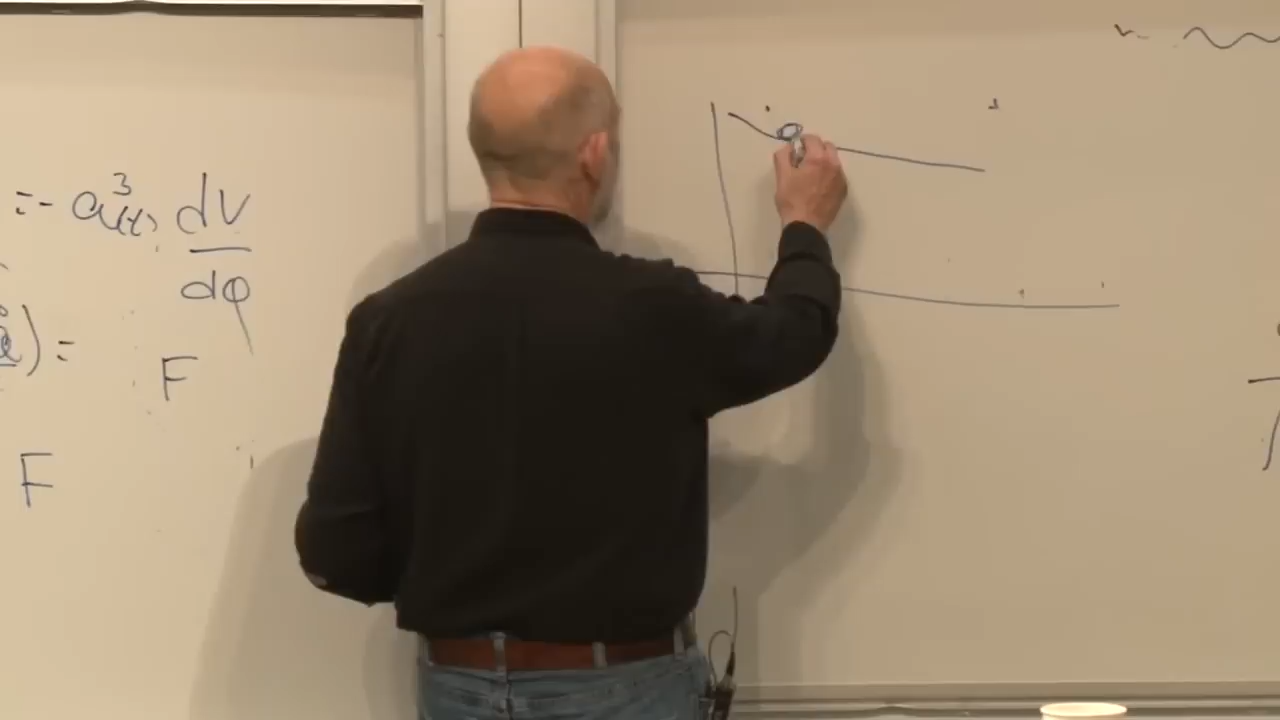 =- a³(t) dV
dφ
) =
F
F